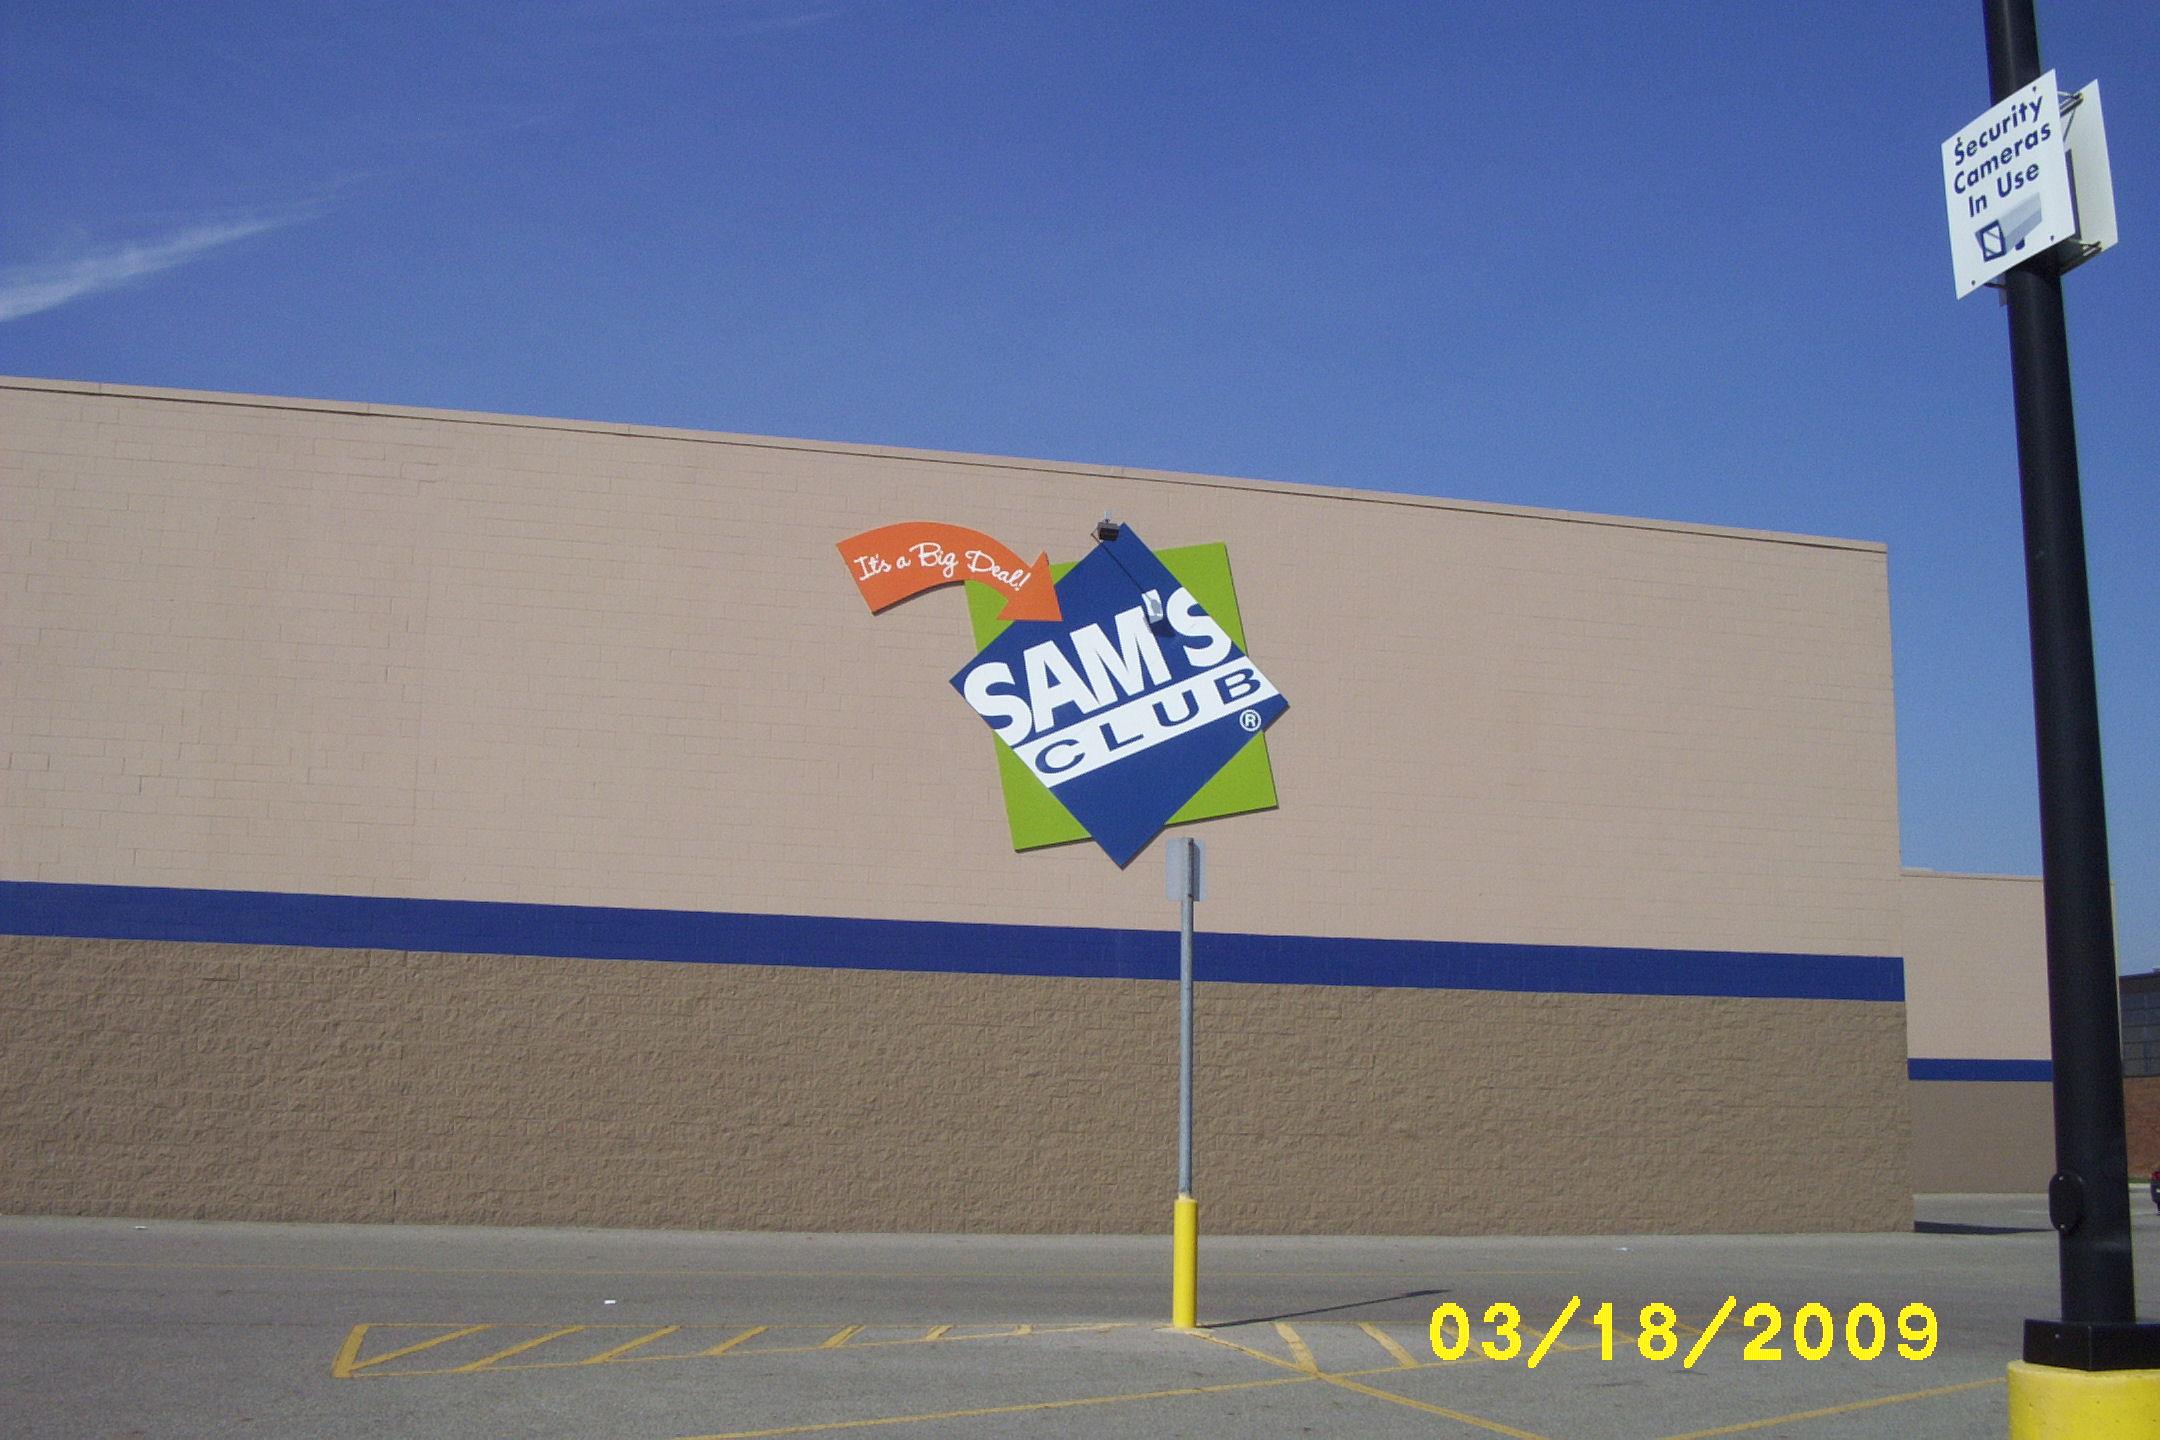 Security
Cameras
In Use
It's a Big Deal!
SAM'S
CLUB
®
03/18/2009